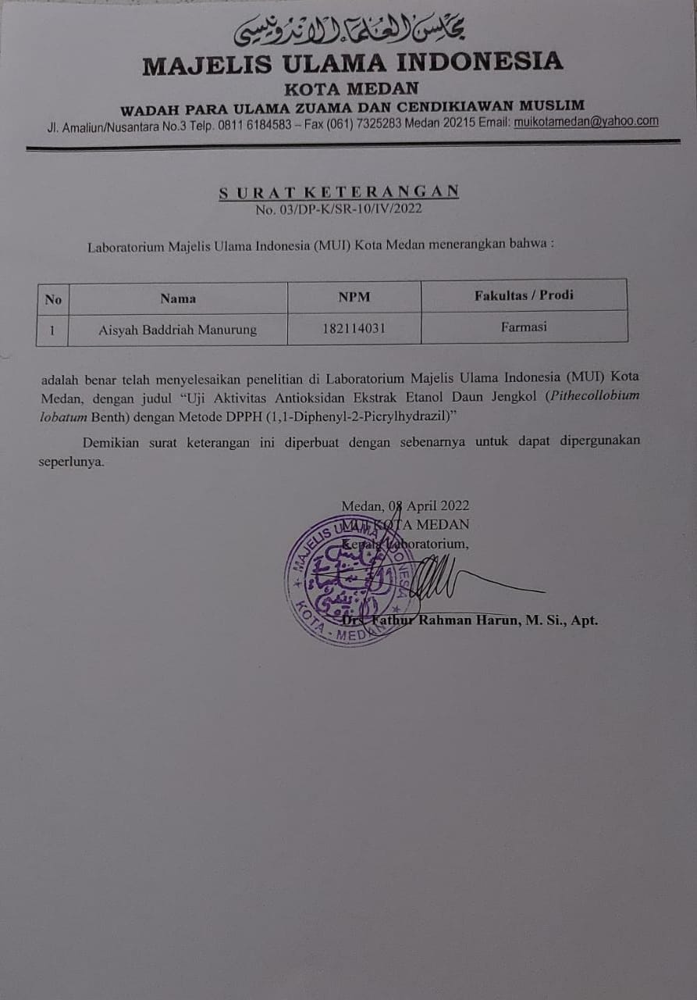 مجلس العلماء الاندونيسي
MAJELIS ULAMA INDONESIA
KOTA MEDAN
WADAH PARA ULAMA ZUAMA DAN CENDIKIAWAN MUSLIM
Jl. Amaliun/Nusantara No.3 Telp. 0811 6184583 – Fax (061) 7325283 Medan 20215 Email: muikotamedan@yahoo.com
S U R A T K E T E R A N G A N
No. 03/DP-K/SR-10/IV/2022
Laboratorium Majelis Ulama Indonesia (MUI) Kota Medan menerangkan bahwa :
No Nama NPM Fakultas / Prodi
1 Aisyah Baddriah Manurung 182114031 Farmasi
adalah benar telah menyelesaikan penelitian di Laboratorium Majelis Ulama Indonesia (MUI) Kota
Medan, dengan judul “Uji Aktivitas Antioksidan Ekstrak Etanol Daun Jengkol (Pithecollobium
lobatum Benth) dengan Metode DPPH (1,1-Diphenyl-2-Picrylhydrazil)”
Demikian surat keterangan ini diperbuat dengan sebenarnya untuk dapat dipergunakan
seperlunya.
Medan, 08 April 2022
MUI KOTA MEDAN
Kepala Laboratorium,
MAJELIS ULAMA INDONESIA
KOTA - MEDAN
Drs. Fathur Rahman Harun, M. Si., Apt.